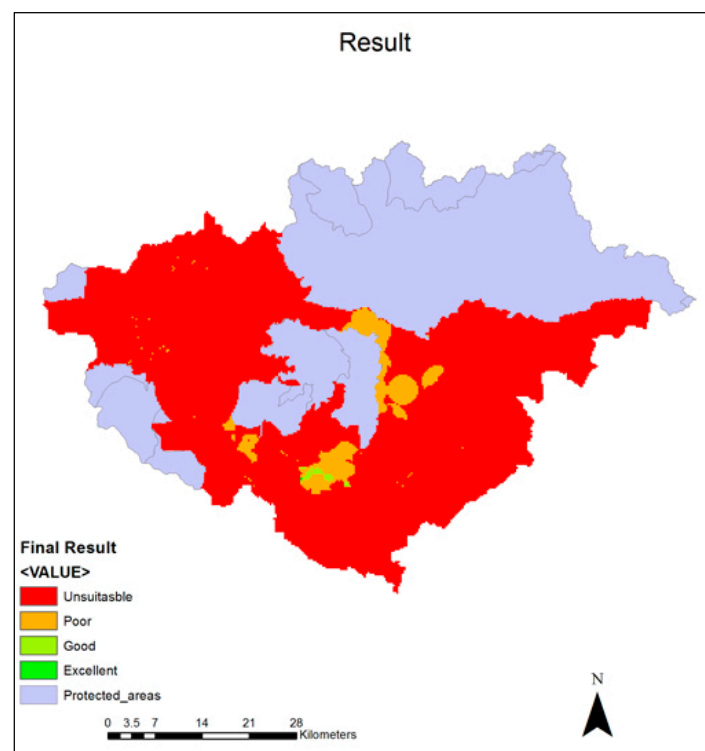 Result
N
Final Result
<VALUE>
Unsuitasble
Poor
Good
Excellent
Protected_areas
0 3.5 7 14 21 28
Kilometers